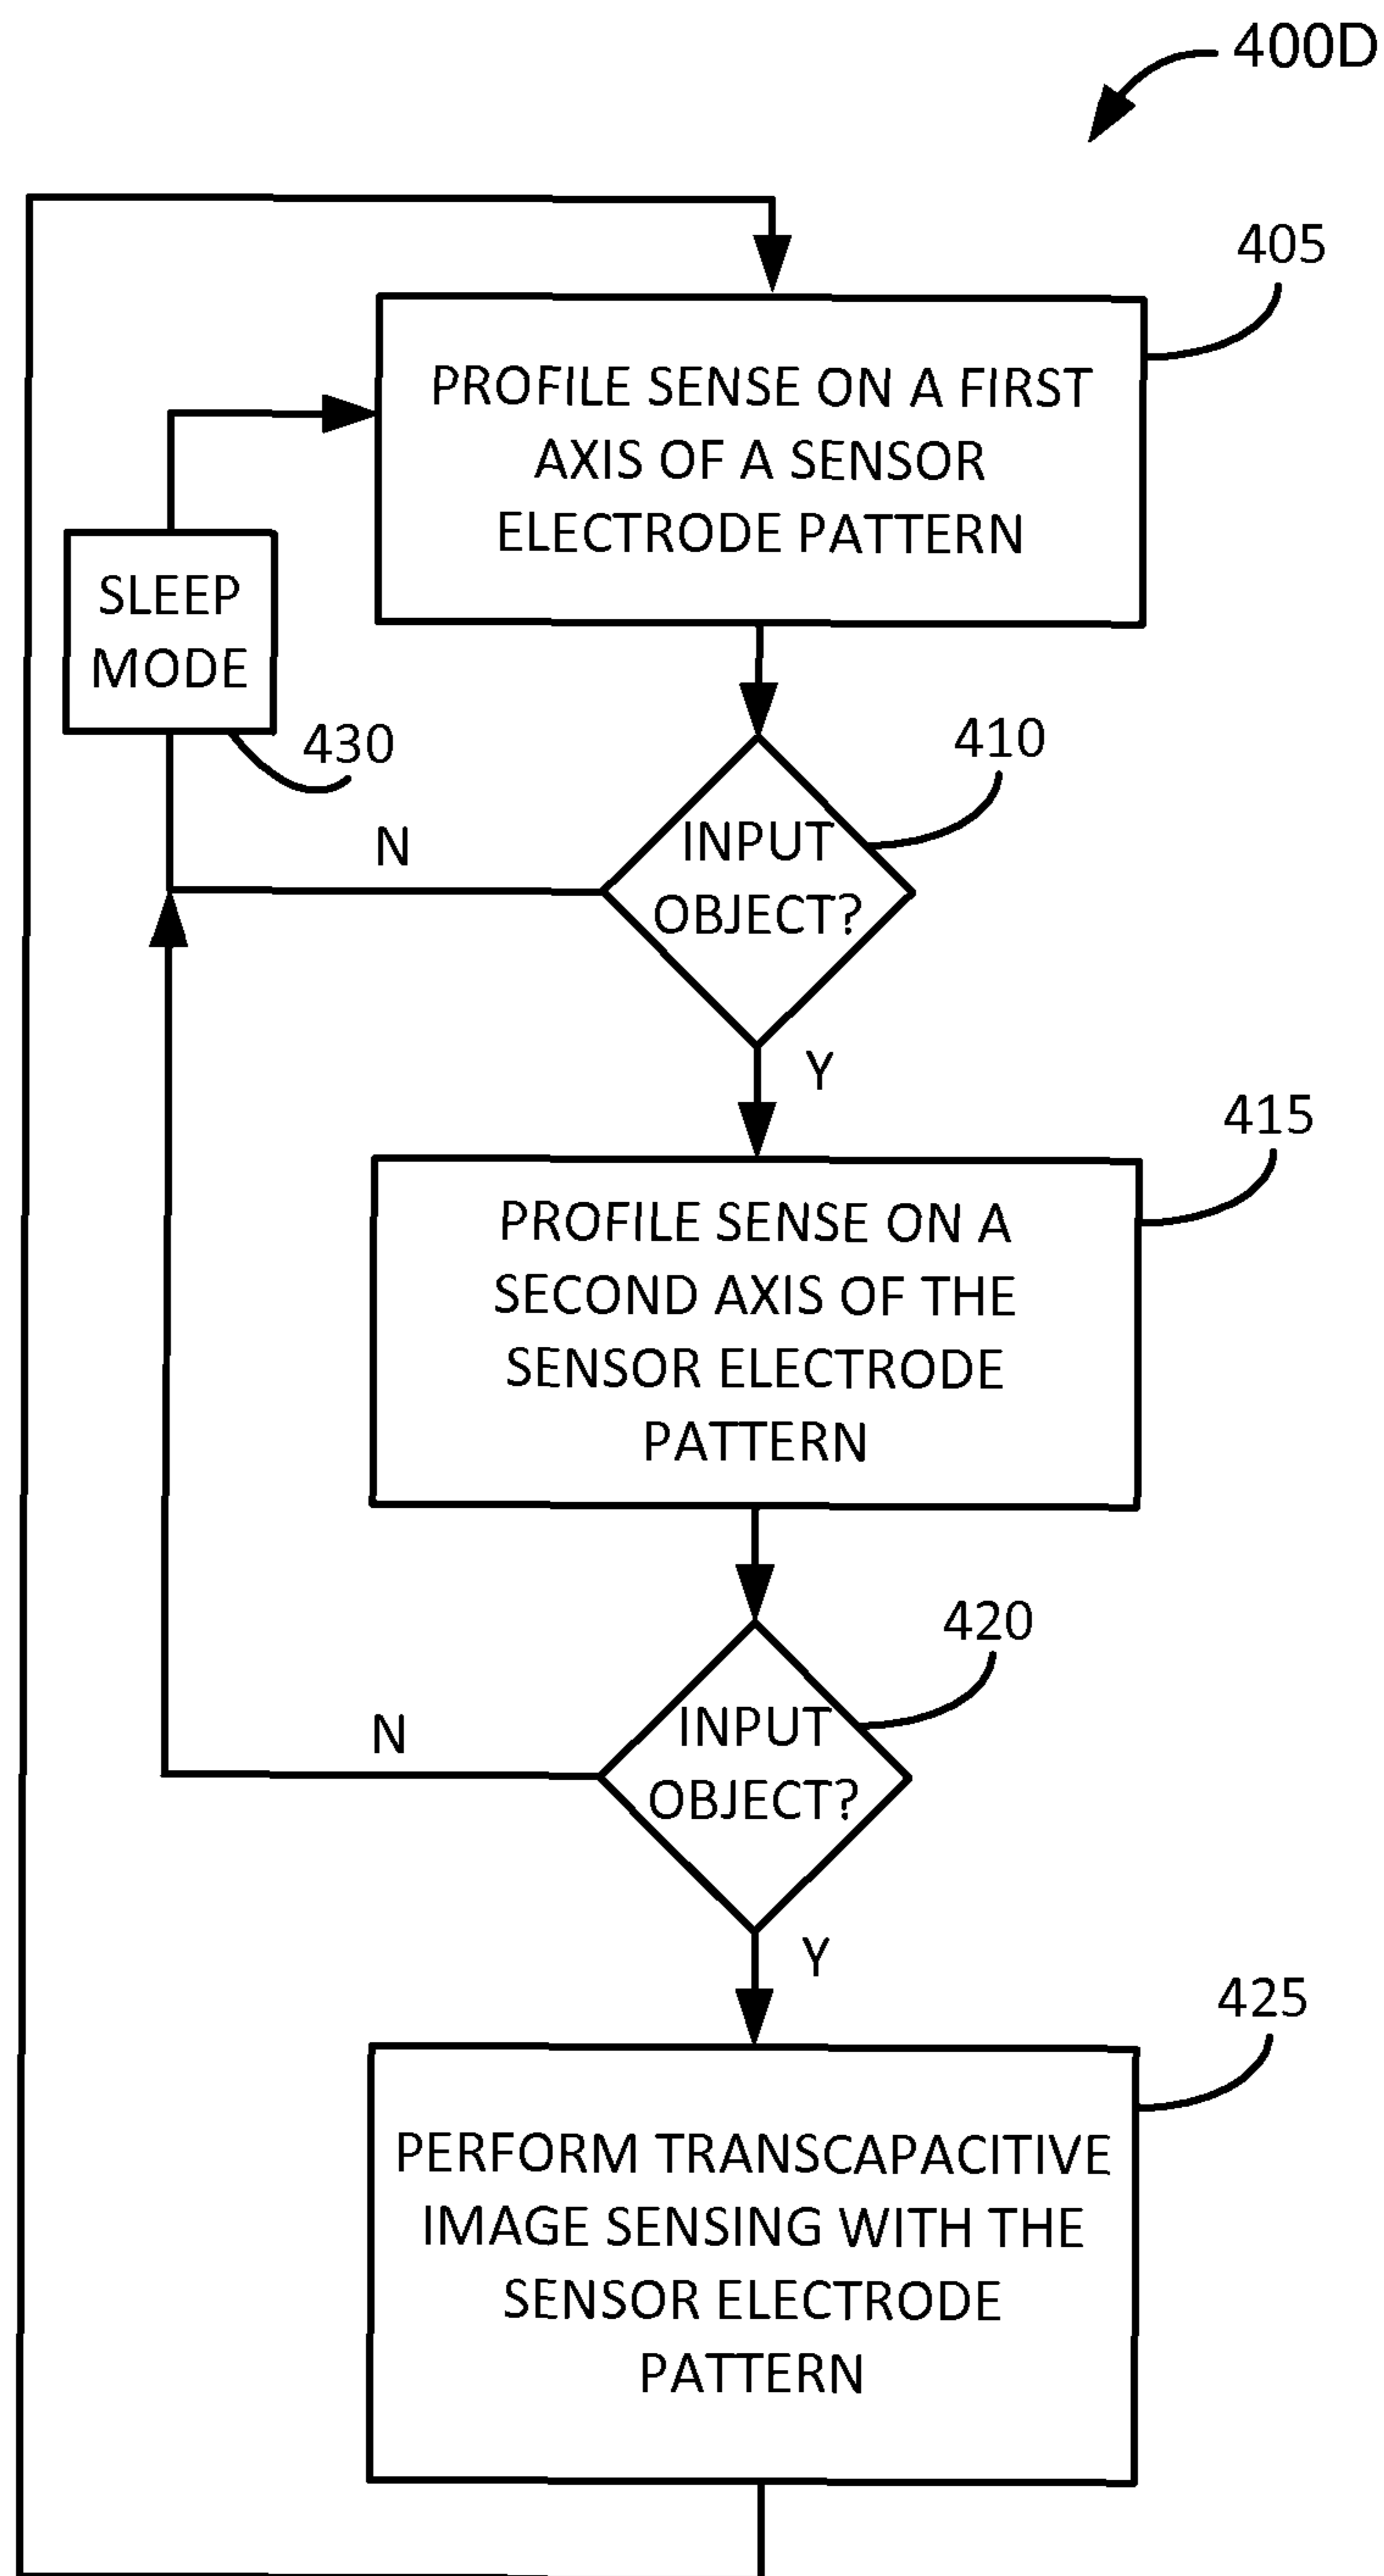 400D
405
PROFILE SENSE ON A FIRST
AXIS OF A SENSOR
ELECTRODE PATTERN
SLEEP
MODE
430
410
N
INPUT
OBJECT?
Y
415
PROFILE SENSE ON A
SECOND AXIS OF THE
SENSOR ELECTRODE
PATTERN
420
N
INPUT
OBJECT?
Y
425
PERFORM TRANSCAPACITIVE
IMAGE SENSING WITH THE
SENSOR ELECTRODE
PATTERN